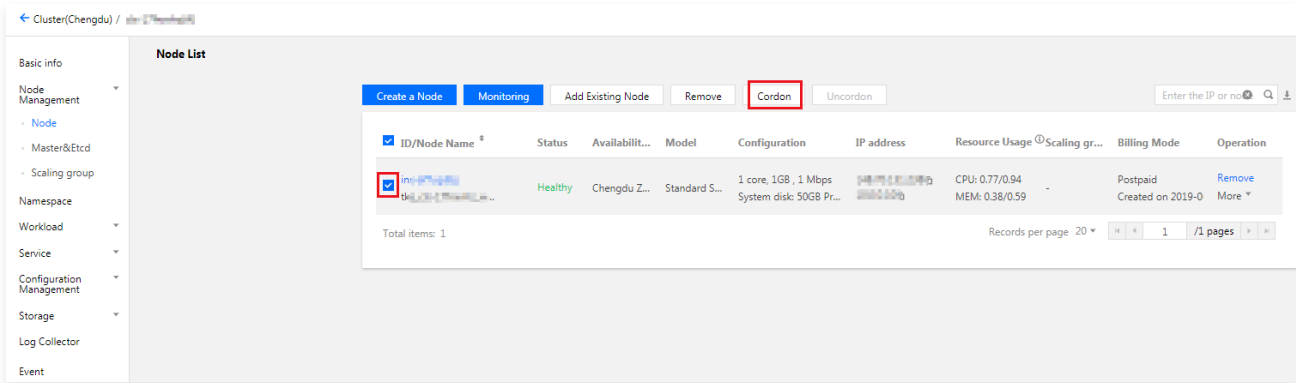 Cluster(Chengdu) /
Node List
Basic info
Node
Management
Node
Master&Etcd
Scaling group
Namespace
Workload
Service
Configuration
Management
Storage
Log Collector
Event
Create a Node Monitoring Add Existing Node Remove Cordon Uncordon Enter the IP or no
ID/Node Name Status Availabilit... Model Configuration IP address Resource Usage Scaling gr... Billing Mode Operation
Healthy Chengdu Z... Standard S... 1 core, 1GB , 1 Mbps CPU: 0.77/0.94 - Postpaid Remove
System disk: 50GB Pr... MEM: 0.38/0.59 Created on 2019-0 More
Total items: 1 Records per page 20 1 /1 pages